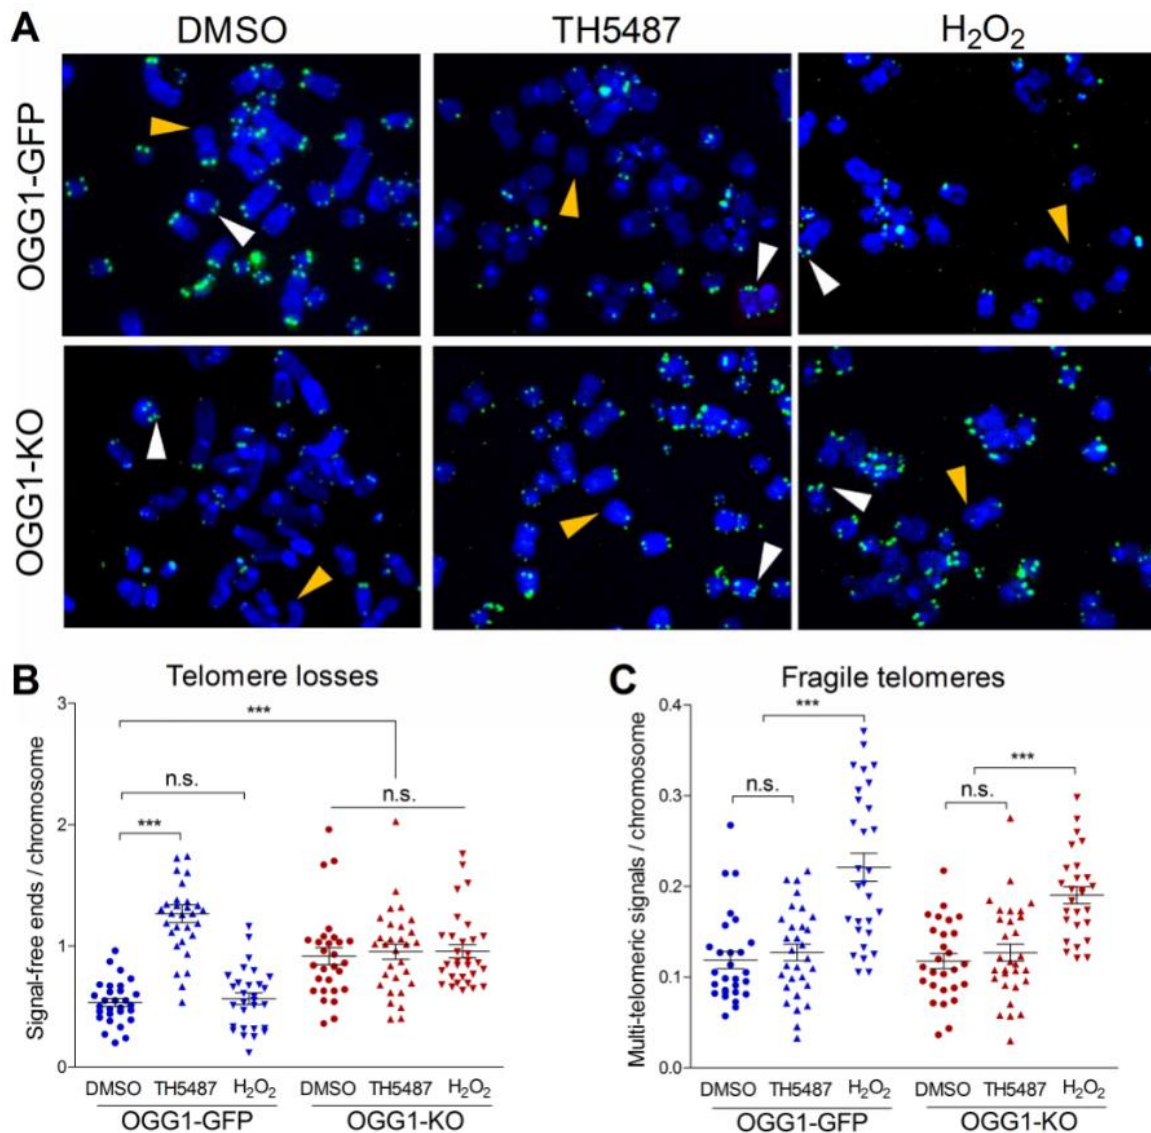 A
DMSO TH5487 H₂O₂
OGG1-GFP
OGG1-KO
B
Telomere losses
Signal-free ends / chromosome
3
2
1
0
***
n.s.
***
n.s.
DMSO TH5487 H₂O₂ DMSO TH5487 H₂O₂
OGG1-GFP OGG1-KO
C
Fragile telomeres
Multi-telomeric signals / chromosome
0.4
0.3
0.2
0.1
0.0
***
n.s.
***
n.s.
DMSO TH5487 H₂O₂ DMSO TH5487 H₂O₂
OGG1-GFP OGG1-KO